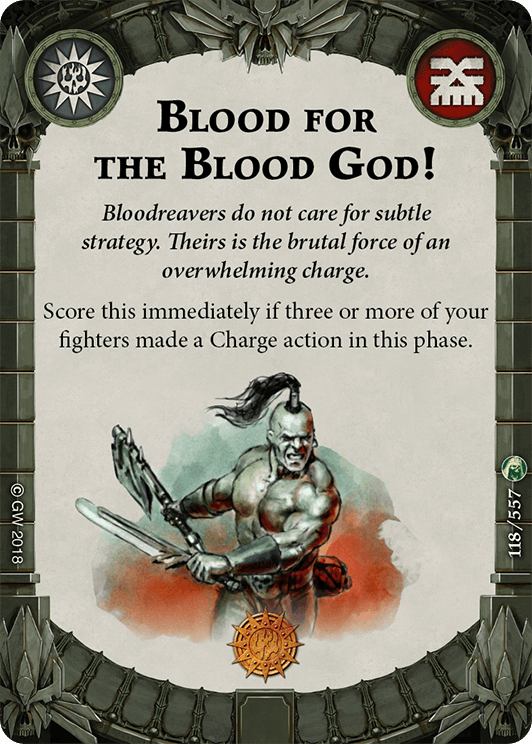 Blood for
the Blood God!
Bloodreavers do not care for subtle
strategy. Theirs is the brutal force of an
overwhelming charge.
Score this immediately if three or more of your
fighters made a Charge action in this phase.
© GW 2018
118/557